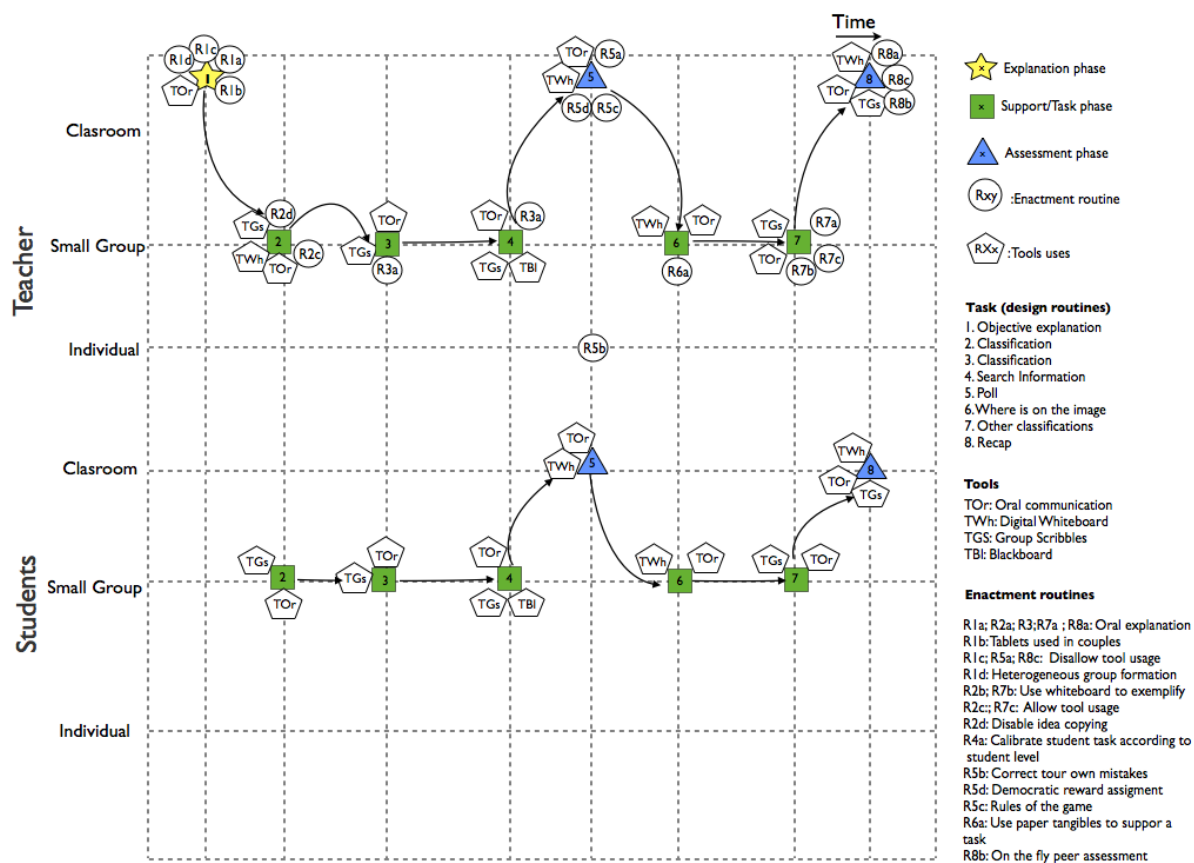 Time
R1c
R1d
R1a
1
TOr
R1b
TOr
R5a
TWh
5
R5d
R5c
TWh
R8a
8
R8c
TOr
TGs
R8b
Clasroom
Teacher
Small Group
R2d
TGs
2
R2c
TWh
TOr
TOr
TGs
3
R3a
TOr
R3a
4
TGs
TBI
TWh
TOr
6
R6a
TGs
R7a
7
TOr
R7b
R7c
Individual
R5b
Students
Clasroom
TOr
TWh
5
TWh
8
TOr
TGs
Small Group
TGs
2
TOr
TOr
TGs
3
TOr
4
TGs
TBI
TWh
TOr
6
TGs
TOr
7
Individual
x Explanation phase
x Support/Task phase
x Assessment phase
Rxy :Enactment routine
RXx :Tools uses
Task (design routines)
1. Objective explanation
2. Classification
3. Classification
4. Search Information
5. Poll
6. Where is on the image
7. Other classifications
8. Recap
Tools
TOr: Oral communication
TWh: Digital Whiteboard
TGS: Group Scribbles
TBI: Blackboard
Enactment routines
R1a; R2a; R3;R7a ; R8a: Oral explanation
R1b: Tablets used in couples
R1c; R5a; R8c: Disallow tool usage
R1d: Heterogeneous group formation
R2b; R7b: Use whiteboard to exemplify
R2c:; R7c: Allow tool usage
R2d: Disable idea copying
R4a: Calibrate student task according to
student level
R5b: Correct tour own mistakes
R5d: Democratic reward assigment
R5c: Rules of the game
R6a: Use paper tangibles to suppor a
task
R8b: On the fly peer assessment